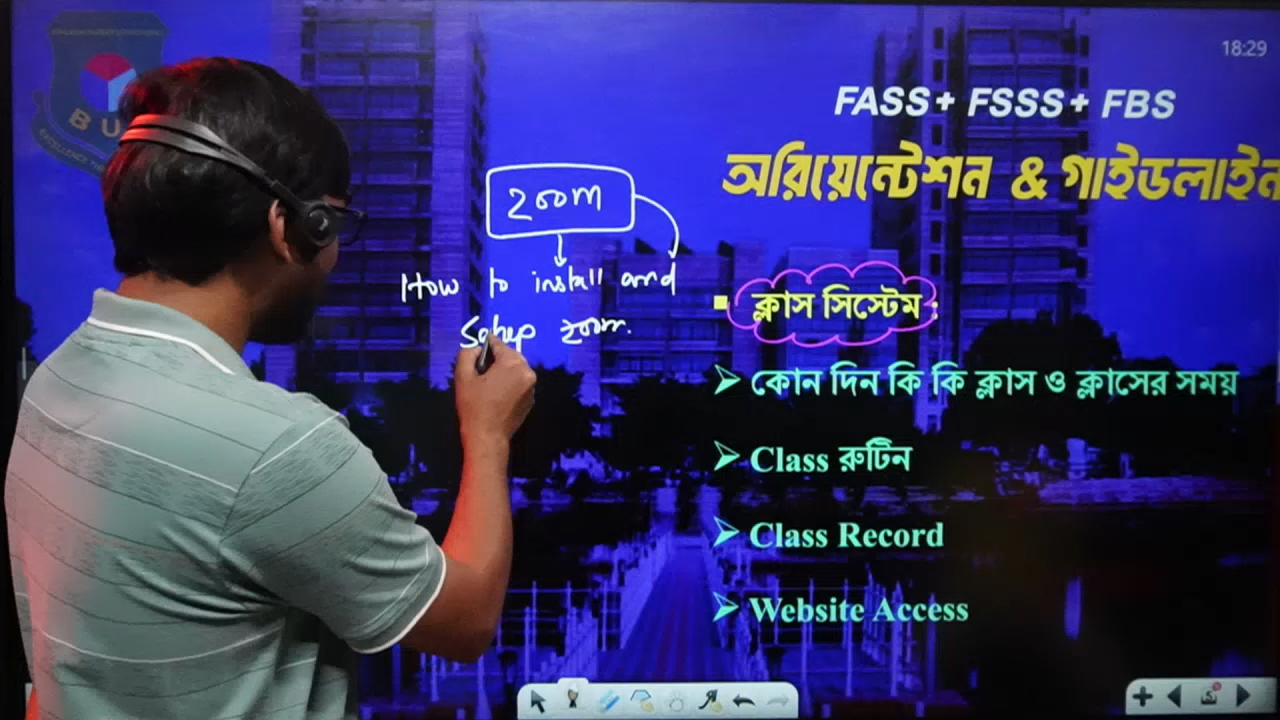 18:29
BU
FASS + FSSS + FBS
অরিয়েন্টেশন & গাইডলাইন
zoom
How to install and
Setup zoom.
ক্লাস সিস্টেম :
কোন দিন কি কি ক্লাস ও ক্লাসের সময়
Class রুটিন
Class Record
Website Access